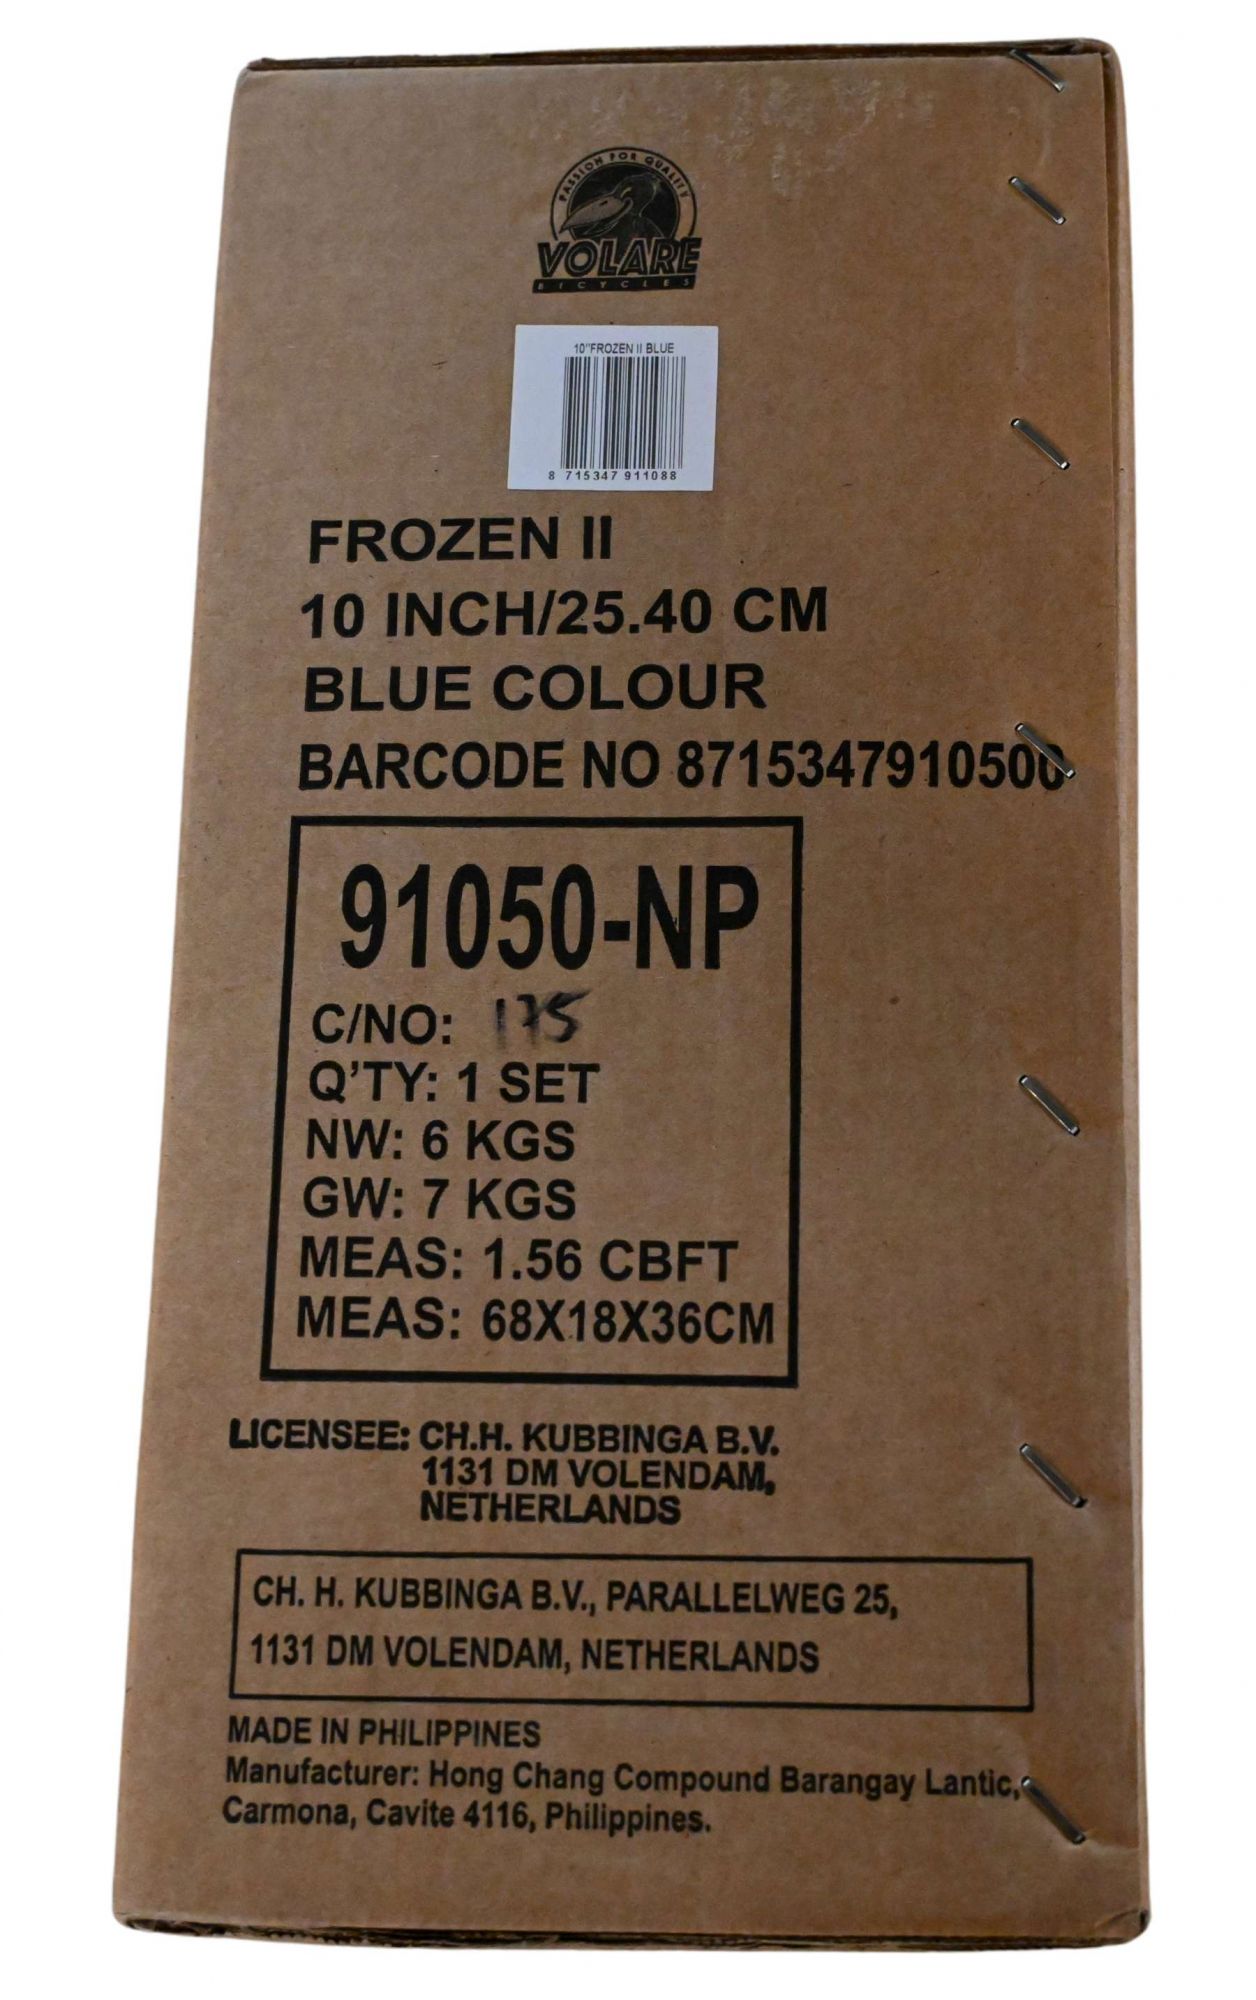 PASSION FOR QUALITY
VOLARE
BICYCLES
10"FROZEN II BLUE
8 715347 911088
FROZEN II
10 INCH/25.40 CM
BLUE COLOUR
BARCODE NO 8715347910500
91050-NP
C/NO: 175
Q'TY: 1 SET
NW: 6 KGS
GW: 7 KGS
MEAS: 1.56 CBFT
MEAS: 68X18X36CM
LICENSEE: CH.H. KUBBINGA B.V.
1131 DM VOLENDAM,
NETHERLANDS
CH. H. KUBBINGA B.V., PARALLELWEG 25,
1131 DM VOLENDAM, NETHERLANDS
MADE IN PHILIPPINES
Manufacturer: Hong Chang Compound Barangay Lantic,
Carmona, Cavite 4116, Philippines.